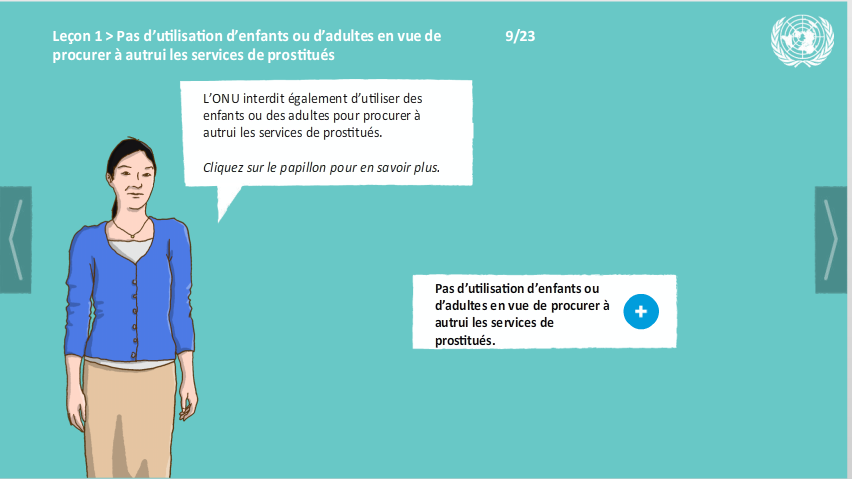 Leçon 1 > Pas d’utilisation d’enfants ou d’adultes en vue de
procurer à autrui les services de prostitués
9/23
L’ONU interdit également d’utiliser des
enfants ou des adultes pour procurer à
autrui les services de prostitués.
Cliquez sur le papillon pour en savoir plus.
Pas d’utilisation d’enfants ou
d’adultes en vue de procurer à
autrui les services de
prostitués.